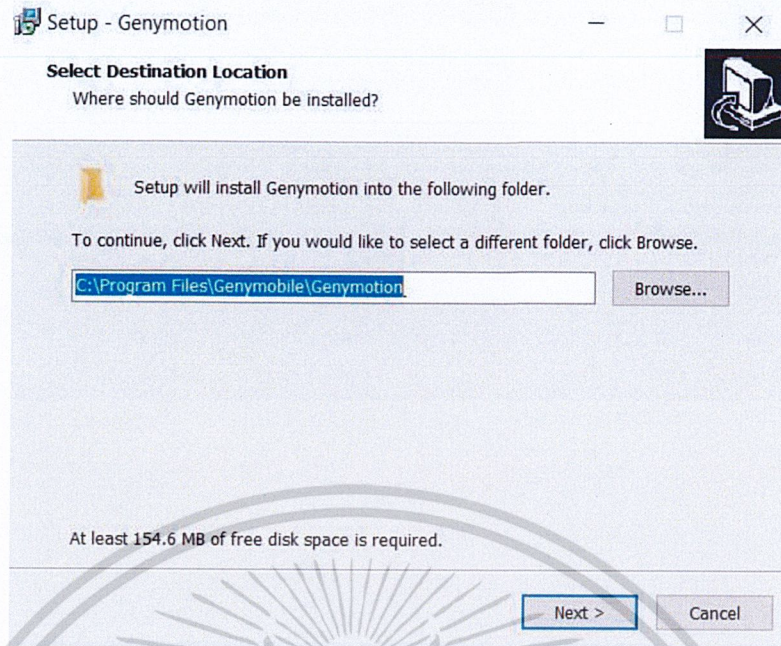 Setup - Genymotion
Select Destination Location
Where should Genymotion be installed?
Setup will install Genymotion into the following folder.
To continue, click Next. If you would like to select a different folder, click Browse.
C:\Program Files\Genymobile\Genymotion
Browse...
At least 154.6 MB of free disk space is required.
Next >
Cancel